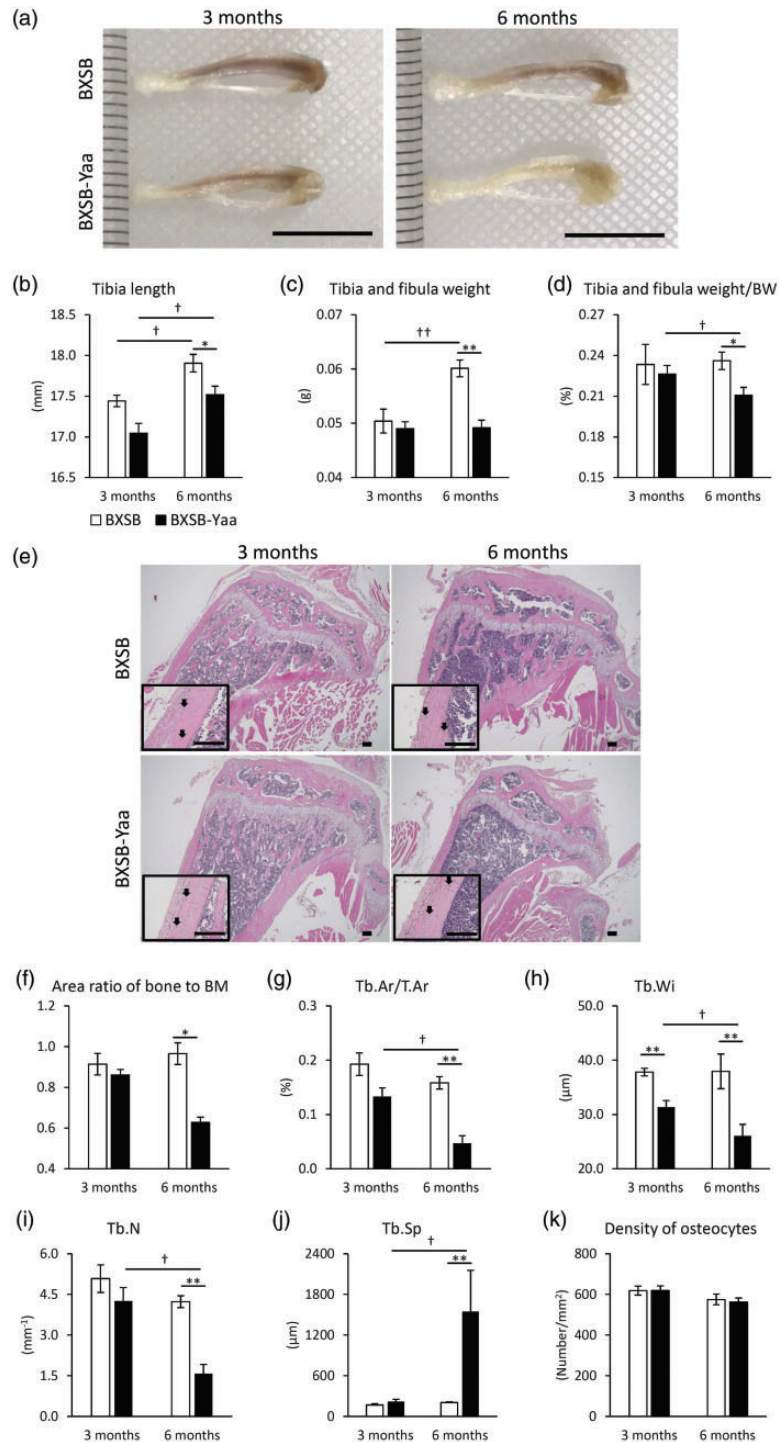 (a)
3 months
6 months
BXSB
BXSB-Yaa
(b) Tibia length
(mm)
18.5
18.0
17.5
17.0
16.5
†
†
*
3 months 6 months
BXSB BXSB-Yaa
(c) Tibia and fibula weight
(g)
0.07
0.06
0.05
0.04
††
**
3 months 6 months
(d) Tibia and fibula weight/BW
(%)
0.27
0.23
0.19
0.15
†
*
3 months 6 months
(e)
3 months
6 months
BXSB
BXSB-Yaa
(f) Area ratio of bone to BM
1.2
1.0
0.8
0.6
0.4
*
3 months 6 months
(g) Tb.Ar/T.Ar
(%)
0.3
0.2
0.1
0.0
†
**
3 months 6 months
(h) Tb.Wi
(μm)
50.0
40.0
30.0
20.0
†
**
**
3 months 6 months
(i) Tb.N
(mm⁻¹)
6.0
4.5
3.0
1.5
0.0
†
**
3 months 6 months
(j) Tb.Sp
(μm)
2400
1800
1200
600
0
†
**
3 months 6 months
(k) Density of osteocytes
(Number/mm²)
800
600
400
200
0
3 months 6 months